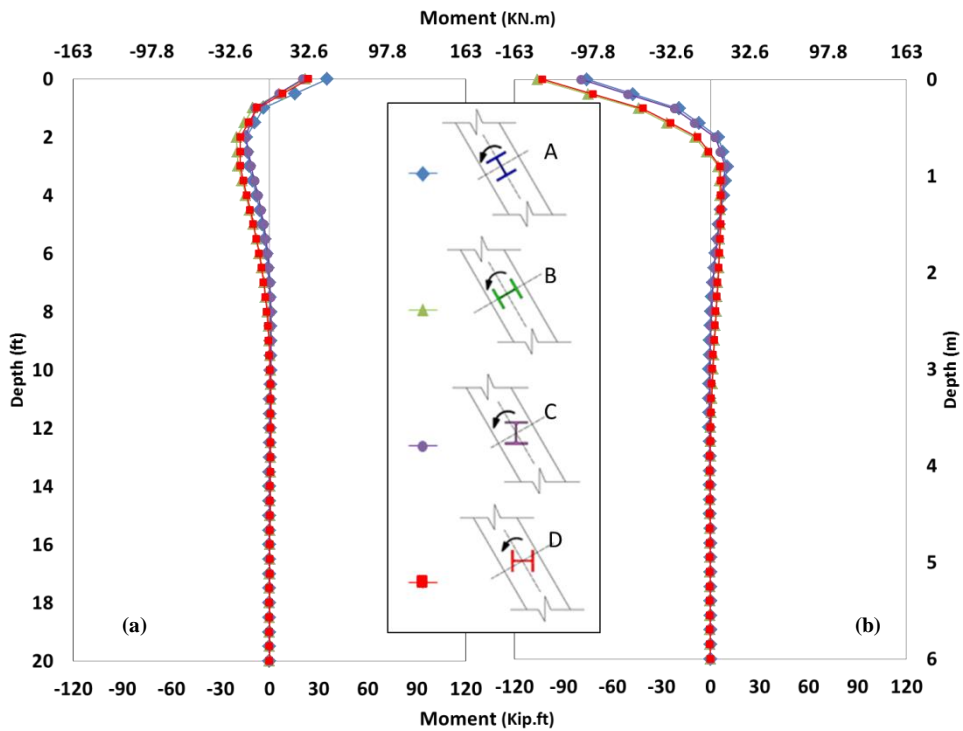 Moment (KN.m)
-163 -97.8 -32.6 32.6 97.8 163 -163 -97.8 -32.6 32.6 97.8 163
0
2
4
6
8
10
12
14
16
18
20
Depth (ft)
A
B
C
D
(a)
(b)
0
1
2
3
4
5
6
Depth (m)
-120 -90 -60 -30 0 30 60 90 120 -120 -90 -60 -30 0 30 60 90 120
Moment (Kip.ft)